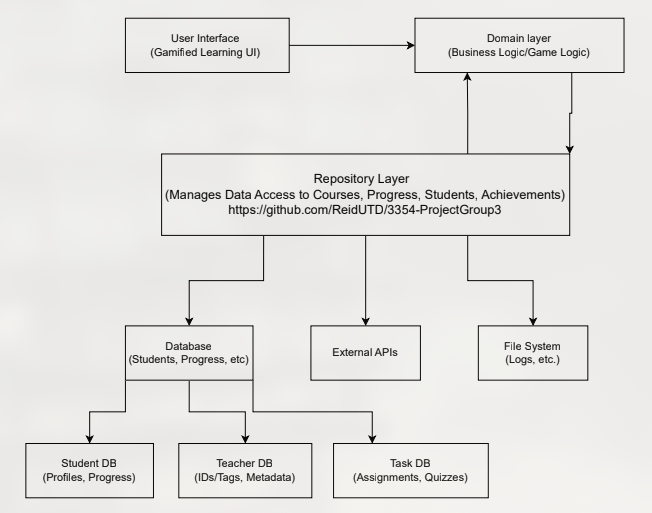 User Interface
(Gamified Learning UI)
Domain layer
(Business Logic/Game Logic)
Repository Layer
(Manages Data Access to Courses, Progress, Students, Achievements)
https://github.com/ReidUTD/3354-ProjectGroup3
Database
(Students, Progress, etc)
External APIs
File System
(Logs, etc.)
Student DB
(Profiles, Progress)
Teacher DB
(IDs/Tags, Metadata)
Task DB
(Assignments, Quizzes)